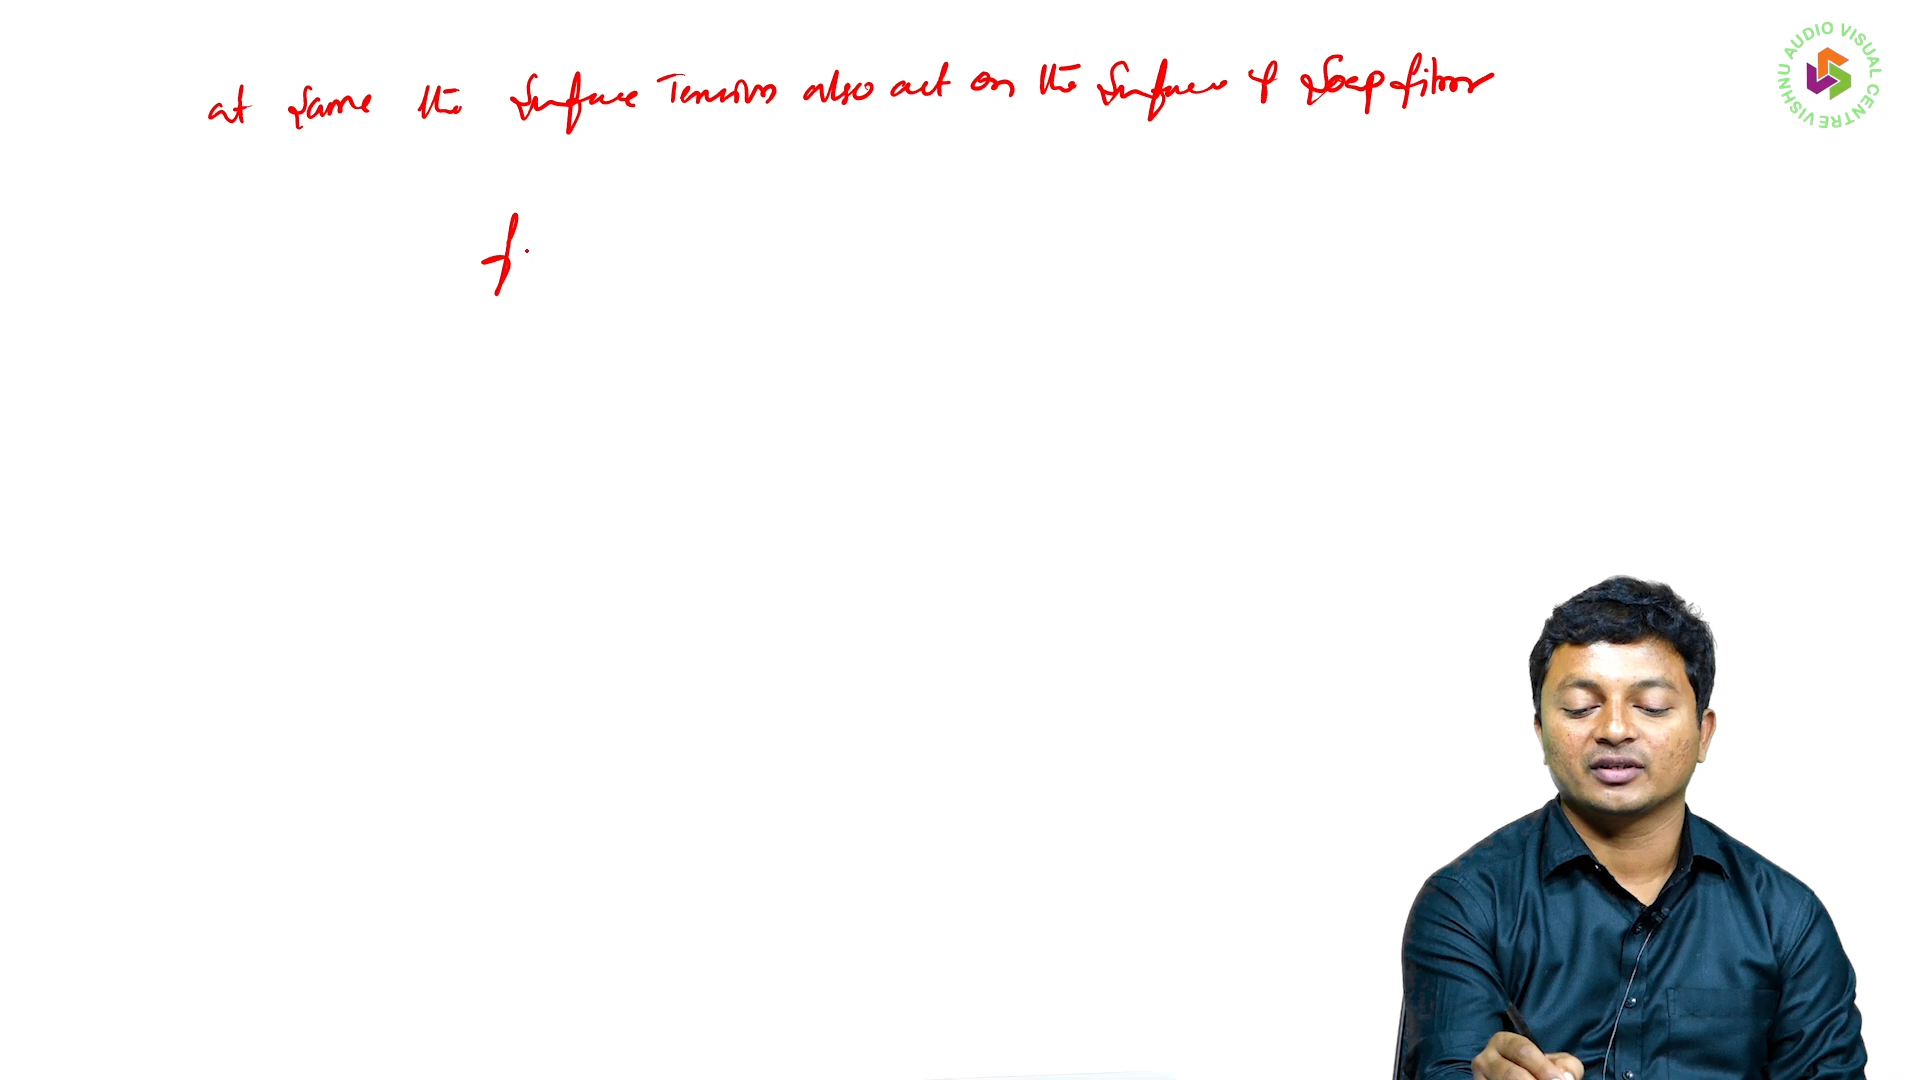 at same the Surface Tension also act on the Surface of Soap film
f
VISHNU AUDIO VISUAL CENTRE